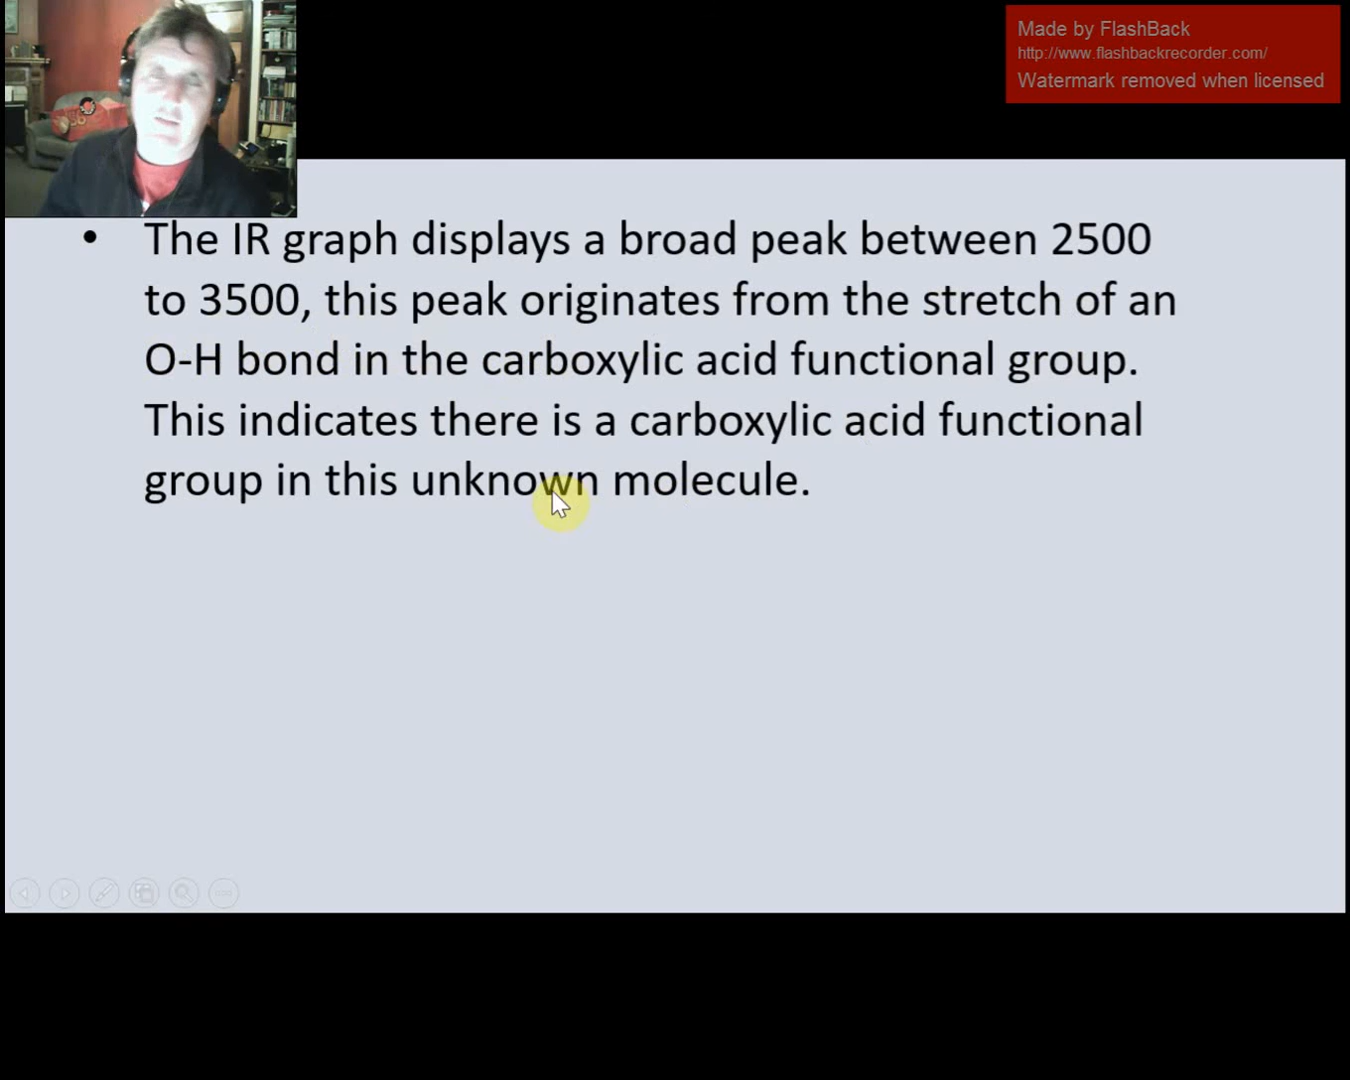 Made by FlashBack
http://www.flashbackrecorder.com/
Watermark removed when licensed
• The IR graph displays a broad peak between 2500
to 3500, this peak originates from the stretch of an
O-H bond in the carboxylic acid functional group.
This indicates there is a carboxylic acid functional
group in this unknown molecule.